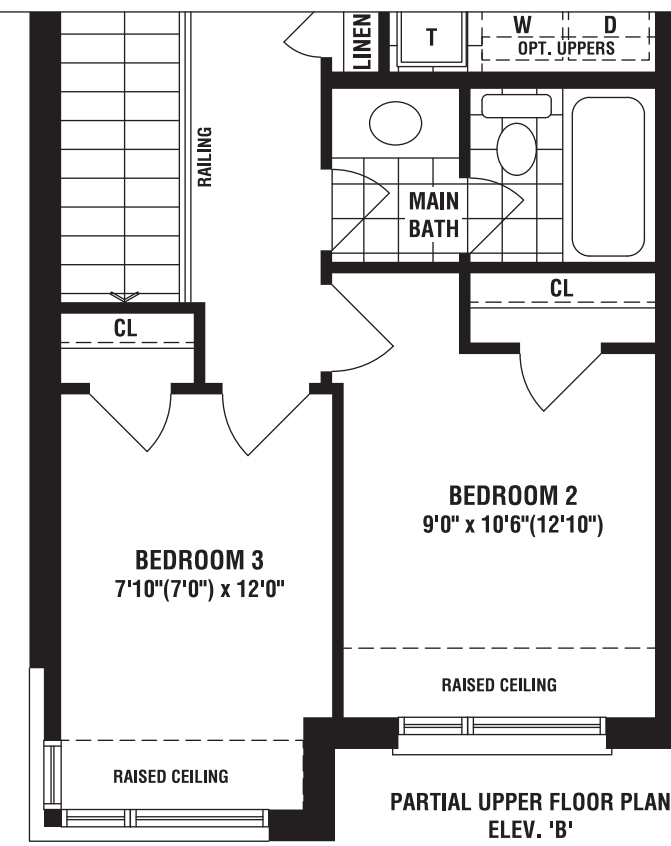 LINEN
T
W
D
OPT. UPPERS
RAILING
MAIN
BATH
CL
CL
BEDROOM 2
9'0" x 10'6"(12'10")
BEDROOM 3
7'10"(7'0") x 12'0"
RAISED CEILING
RAISED CEILING
PARTIAL UPPER FLOOR PLAN
ELEV. 'B'